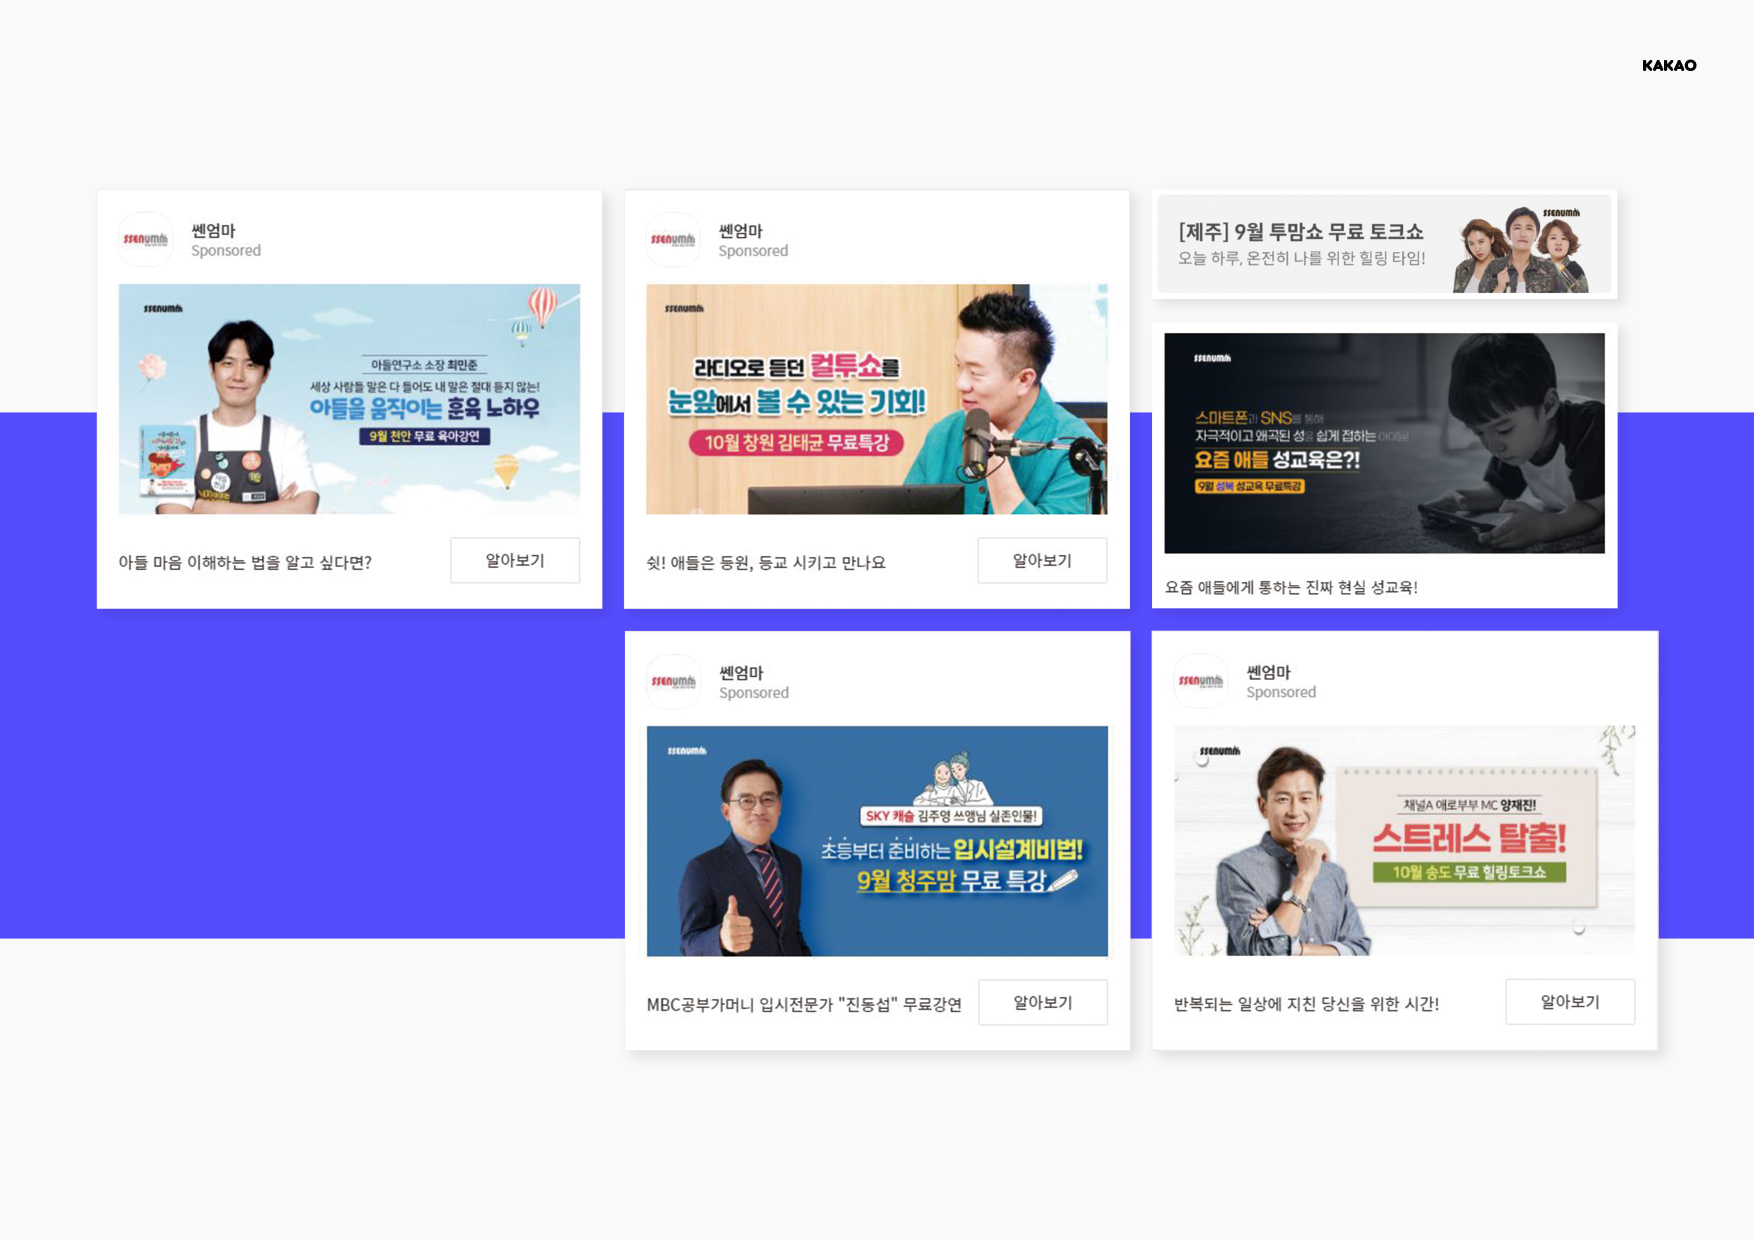 KAKAO
SSENUMM
쎈엄마
Sponsored
SSENUMM
아들연구소 소장 최민준
세상 사람들 말은 다 들어도 내 말은 절대 듣지 않는!
아들을 움직이는 훈육 노하우
9월 천안 무료 육아강연
아들 마음 이해하는 법을 알고 싶다면?
알아보기
SSENUMM
쎈엄마
Sponsored
SSENUMM
라디오로 듣던 컬투쇼를
눈앞에서 볼 수 있는 기회!
10월 창원 김태균 무료특강
쉿! 애들은 등원, 등교 시키고 만나요
알아보기
[제주] 9월 투맘쇼 무료 토크쇼
오늘 하루, 온전히 나를 위한 힐링 타임!
SSENUMM
SSENUMM
스마트폰과 SNS를 통해
자극적이고 왜곡된 성을 쉽게 접하는 아이들!
요즘 애들 성교육은?!
9월 성북 성교육 무료특강
요즘 애들에게 통하는 진짜 현실 성교육!
SSENUMM
쎈엄마
Sponsored
SSENUMM
SKY 캐슬 김주영 쓰앵님 실존인물!
초등부터 준비하는 입시설계비법!
9월 청주맘 무료 특강
MBC공부가머니 입시전문가 "진동섭" 무료강연
알아보기
SSENUMM
쎈엄마
Sponsored
SSENUMM
채널A 애로부부 MC 양재진!
스트레스 탈출!
10월 송도 무료 힐링토크쇼
반복되는 일상에 지친 당신을 위한 시간!
알아보기